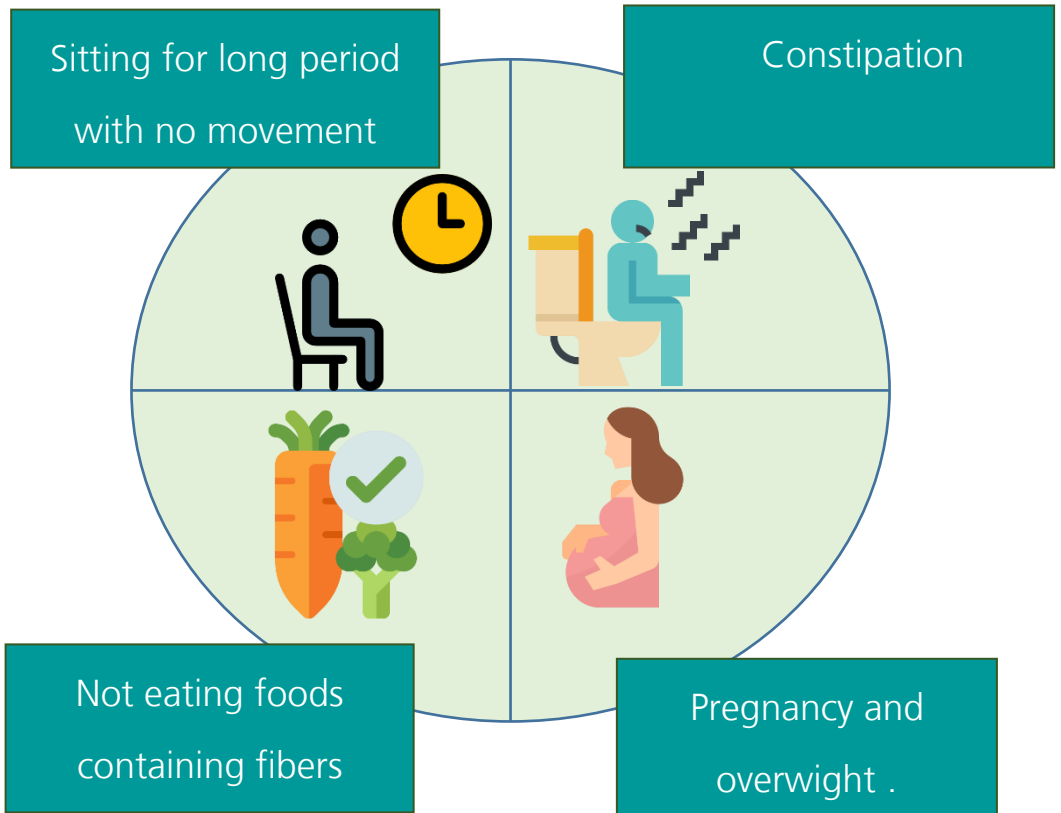 Sitting for long period
with no movement
Constipation
Not eating foods
containing fibers
Pregnancy and
overwight .